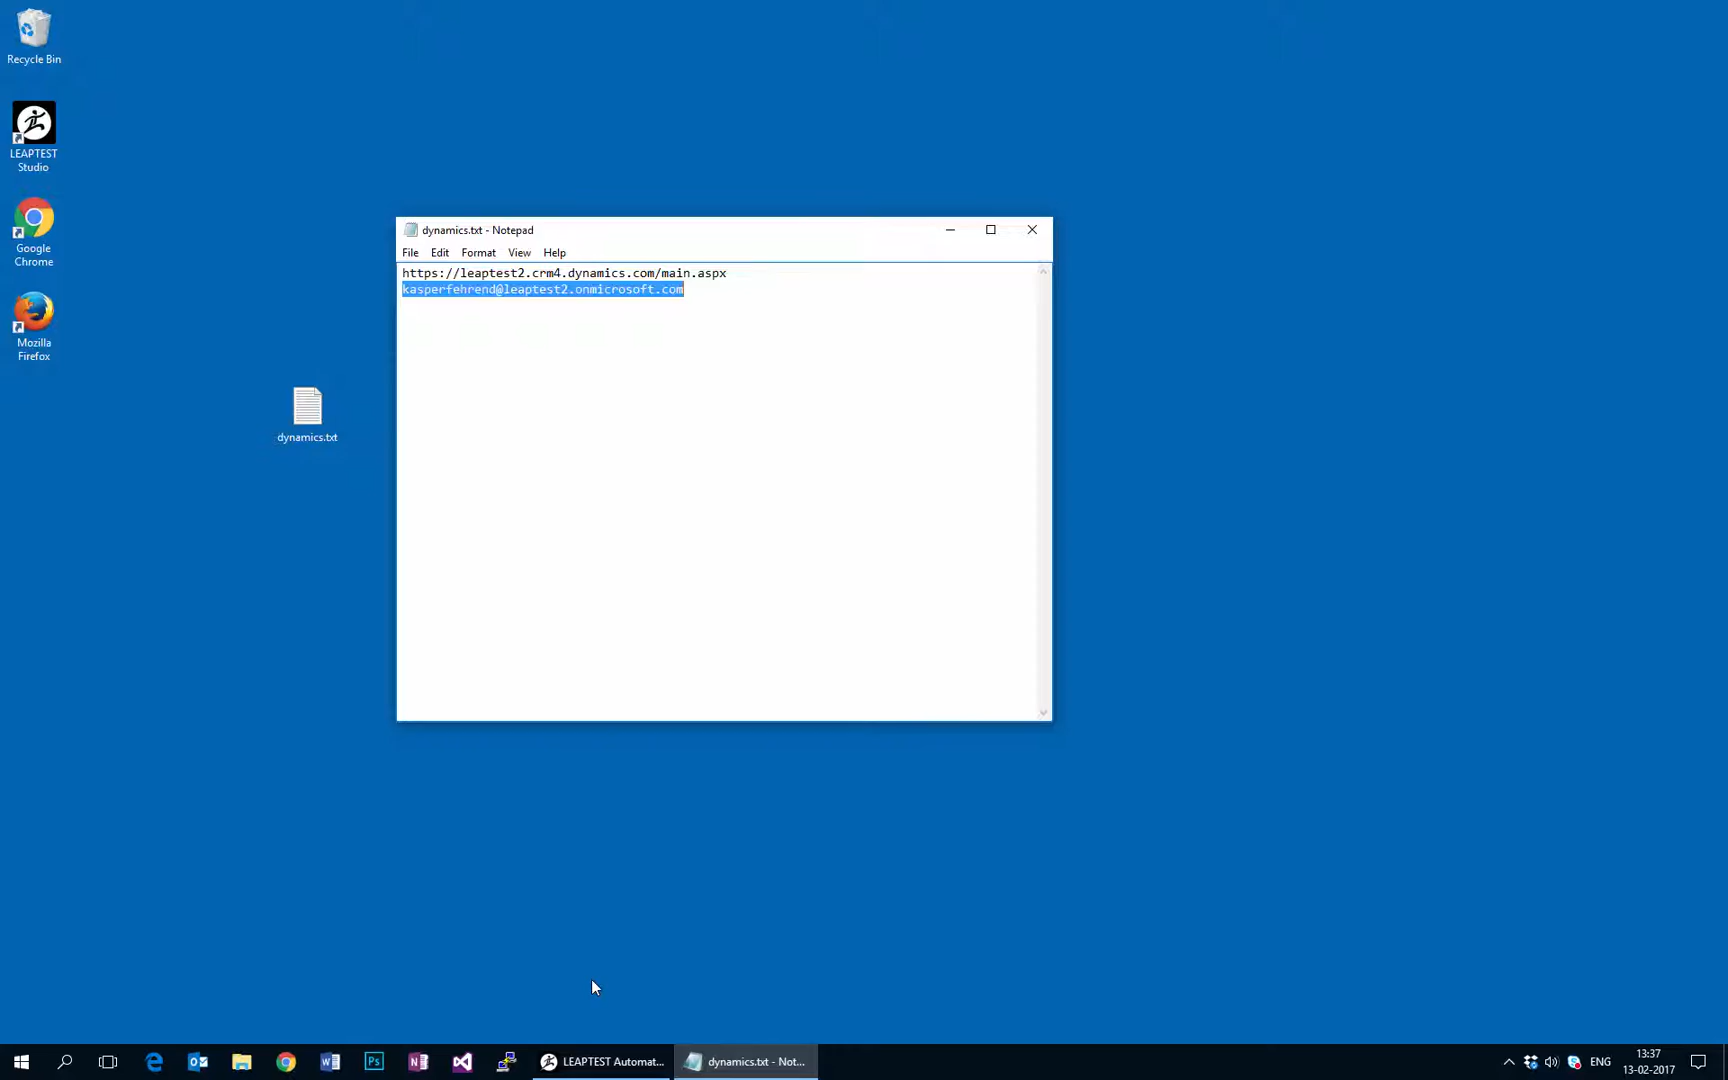 Recycle Bin
LEAPTEST
Studio
Google
Chrome
Mozilla
Firefox
dynamics.txt
dynamics.txt - Notepad
File Edit Format View Help
https://leaptest2.crm4.dynamics.com/main.aspx
kasperfehrend@leaptest2.onmicrosoft.com
LEAPTEST Automat...
dynamics.txt - Not...
ENG
13:37
13-02-2017